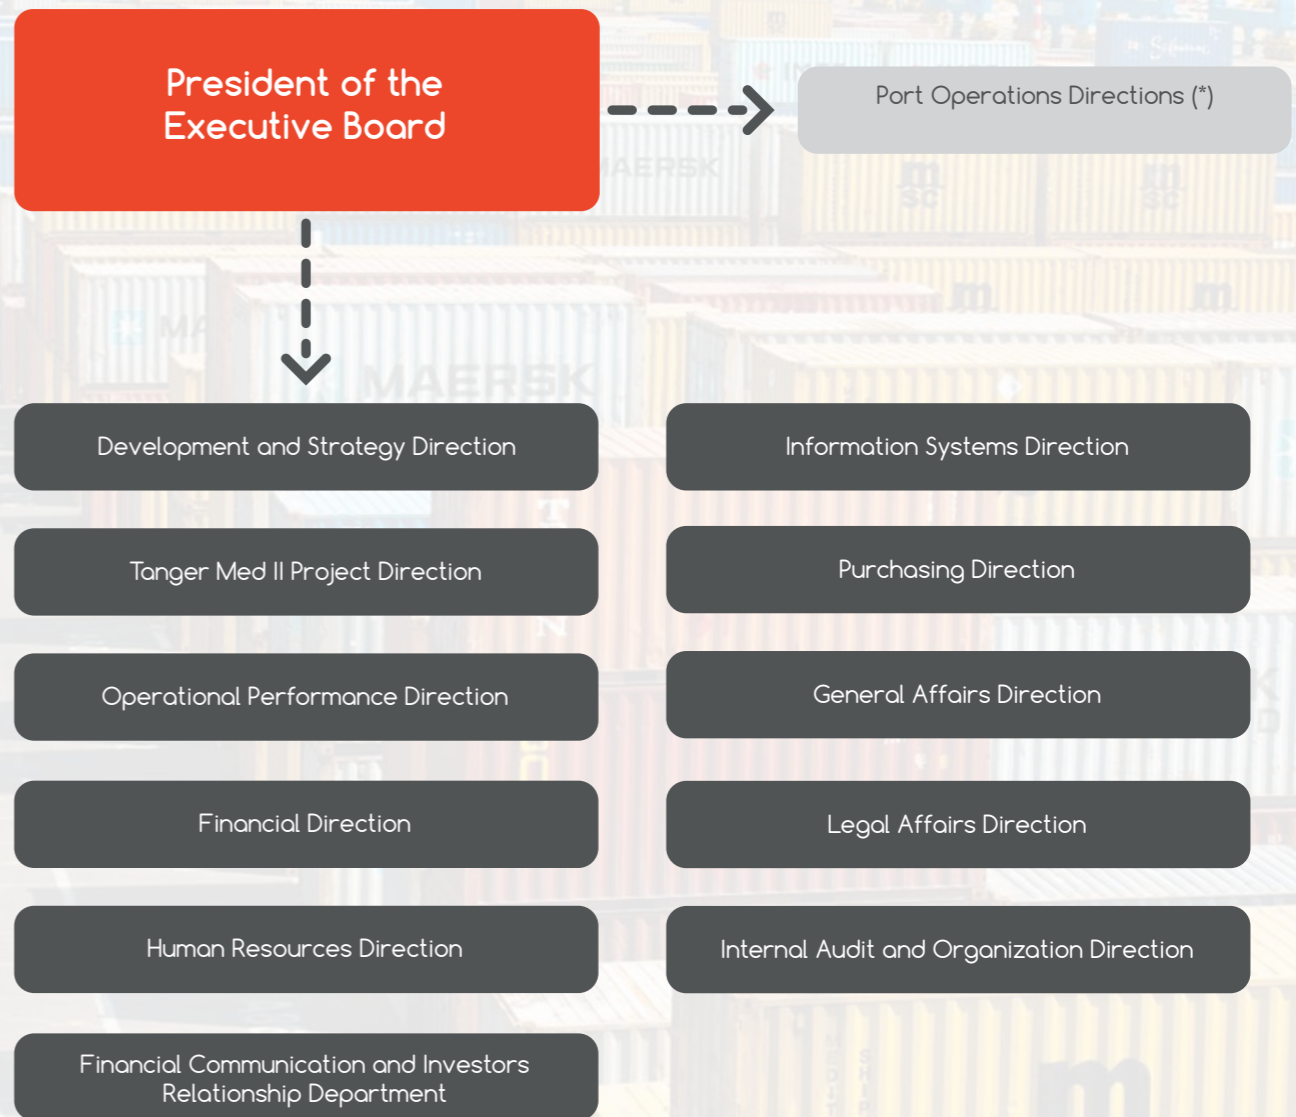 President of the
Executive Board
Port Operations Directions (*)
MAERSK
MAERSK
Development and Strategy Direction
Information Systems Direction
Tanger Med II Project Direction
Purchasing Direction
Operational Performance Direction
General Affairs Direction
Financial Direction
Legal Affairs Direction
Human Resources Direction
Internal Audit and Organization Direction
Financial Communication and Investors
Relationship Department